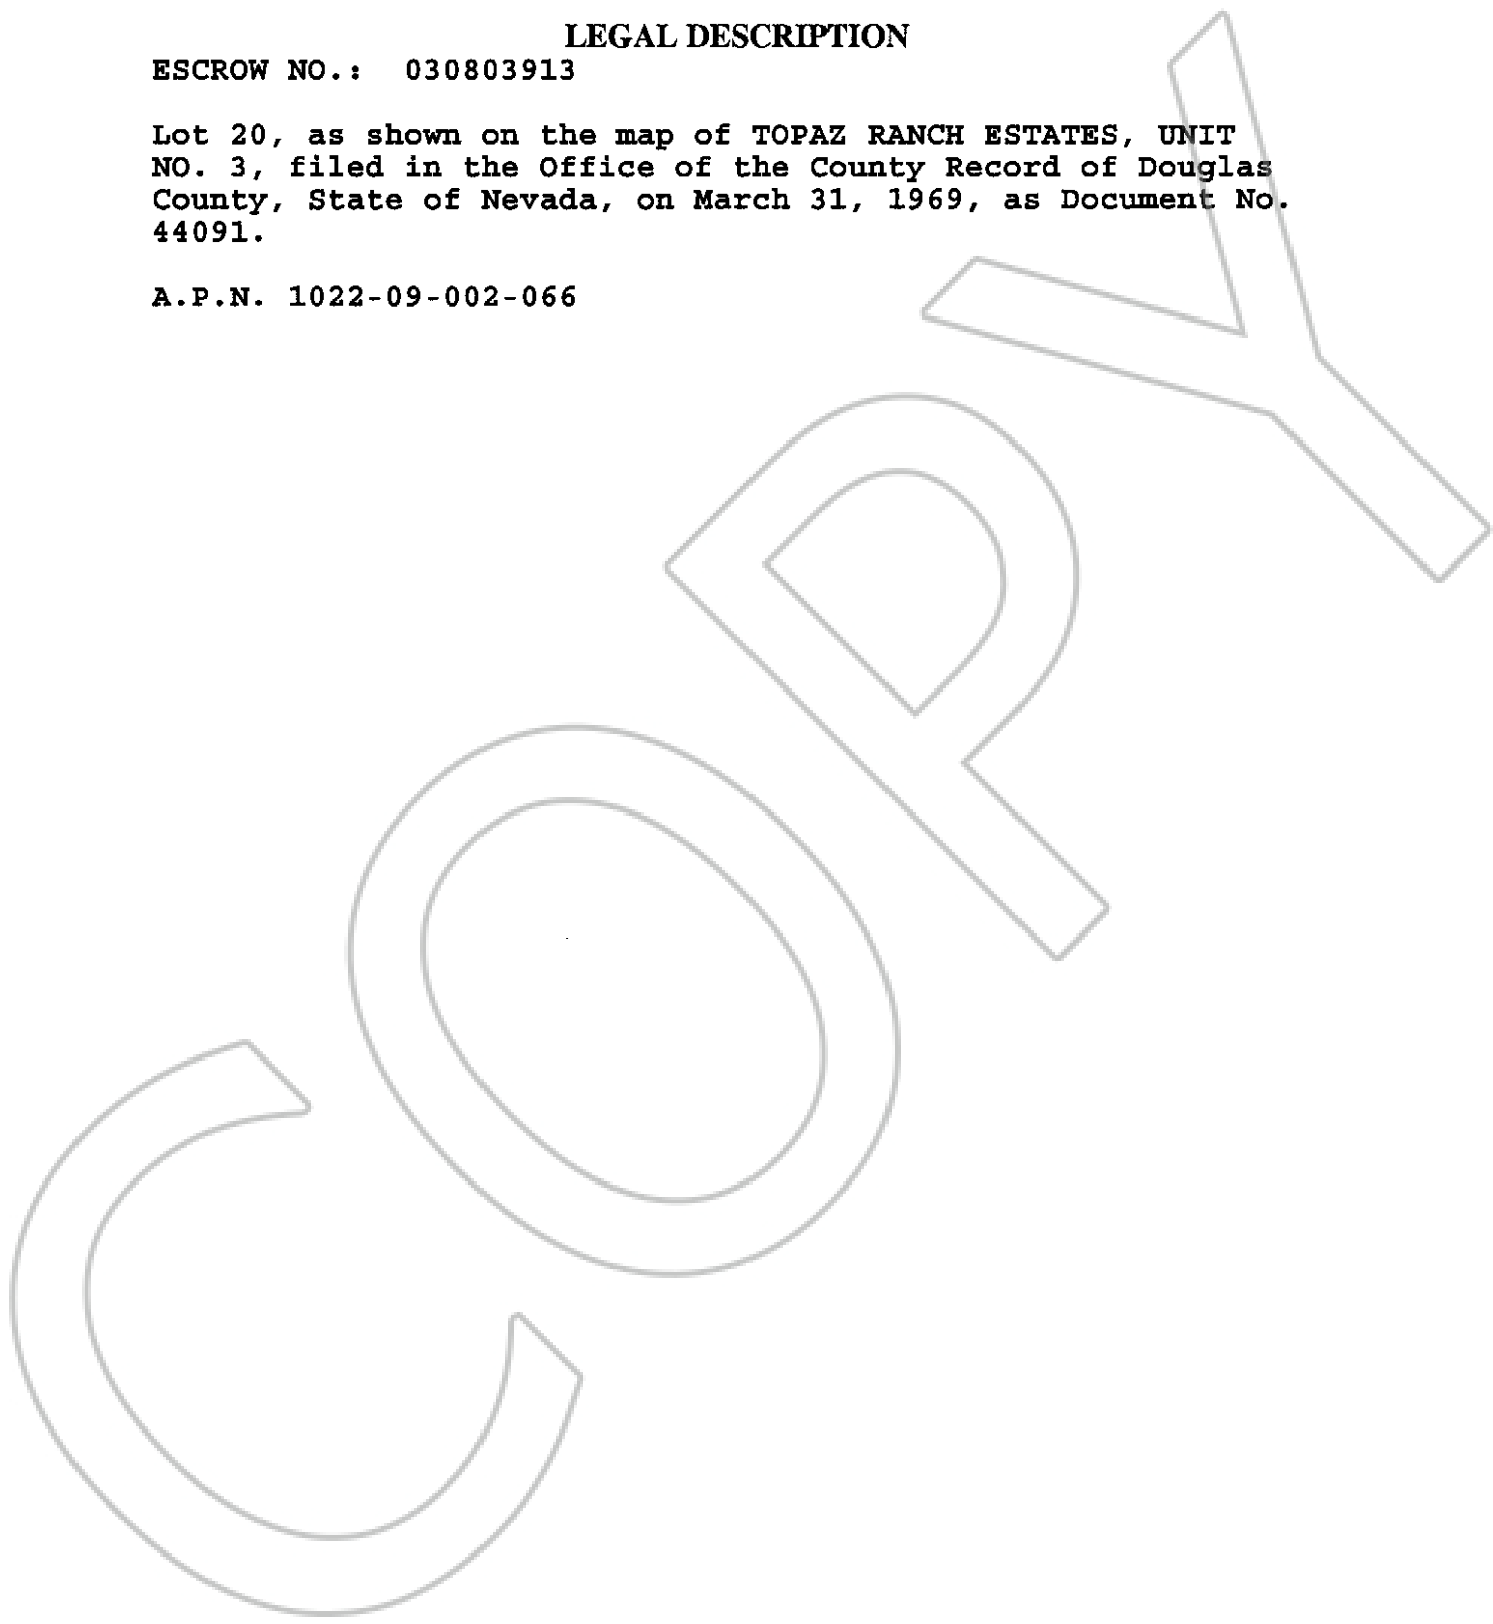 LEGAL DESCRIPTION
ESCROW NO.: 030803913
Lot 20, as shown on the map of TOPAZ RANCH ESTATES, UNIT
NO. 3, filed in the Office of the County Record of Douglas
County, State of Nevada, on March 31, 1969, as Document No.
44091.
A.P.N. 1022-09-002-066
COPY